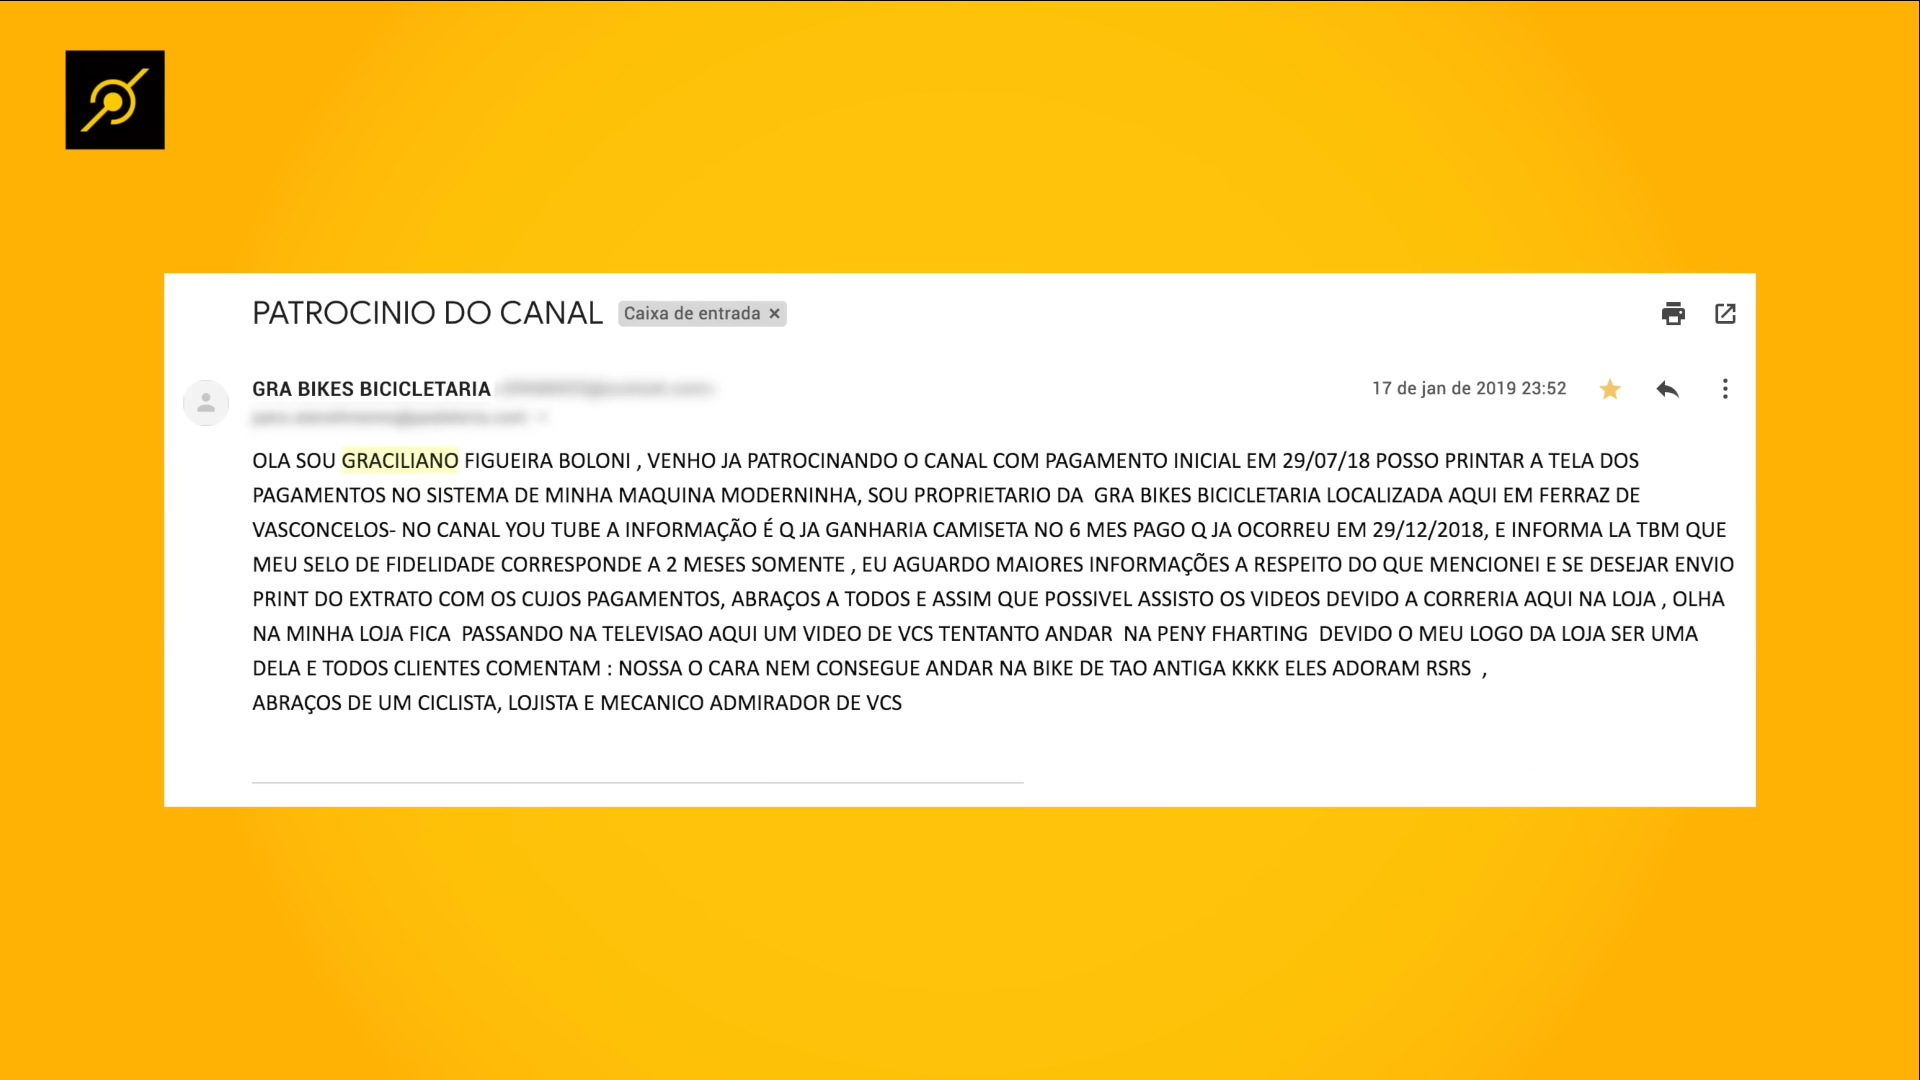 PATROCINIO DO CANAL Caixa de entrada ×
GRA BIKES BICICLETARIA
17 de jan de 2019 23:52
OLA SOU GRACILIANO FIGUEIRA BOLONI , VENHO JA PATROCINANDO O CANAL COM PAGAMENTO INICIAL EM 29/07/18 POSSO PRINTAR A TELA DOS
PAGAMENTOS NO SISTEMA DE MINHA MAQUINA MODERNINHA, SOU PROPRIETARIO DA  GRA BIKES BICICLETARIA LOCALIZADA AQUI EM FERRAZ DE
VASCONCELOS- NO CANAL YOU TUBE A INFORMAÇÃO É Q JA GANHARIA CAMISETA NO 6 MES PAGO Q JA OCORREU EM 29/12/2018, E INFORMA LA TBM QUE
MEU SELO DE FIDELIDADE CORRESPONDE A 2 MESES SOMENTE , EU AGUARDO MAIORES INFORMAÇÕES A RESPEITO DO QUE MENCIONEI E SE DESEJAR ENVIO
PRINT DO EXTRATO COM OS CUJOS PAGAMENTOS, ABRAÇOS A TODOS E ASSIM QUE POSSIVEL ASSISTO OS VIDEOS DEVIDO A CORRERIA AQUI NA LOJA , OLHA
NA MINHA LOJA FICA  PASSANDO NA TELEVISAO AQUI UM VIDEO DE VCS TENTANTO ANDAR  NA PENY FHARTING  DEVIDO O MEU LOGO DA LOJA SER UMA
DELA E TODOS CLIENTES COMENTAM : NOSSA O CARA NEM CONSEGUE ANDAR NA BIKE DE TAO ANTIGA KKKK ELES ADORAM RSRS  ,
ABRAÇOS DE UM CICLISTA, LOJISTA E MECANICO ADMIRADOR DE VCS